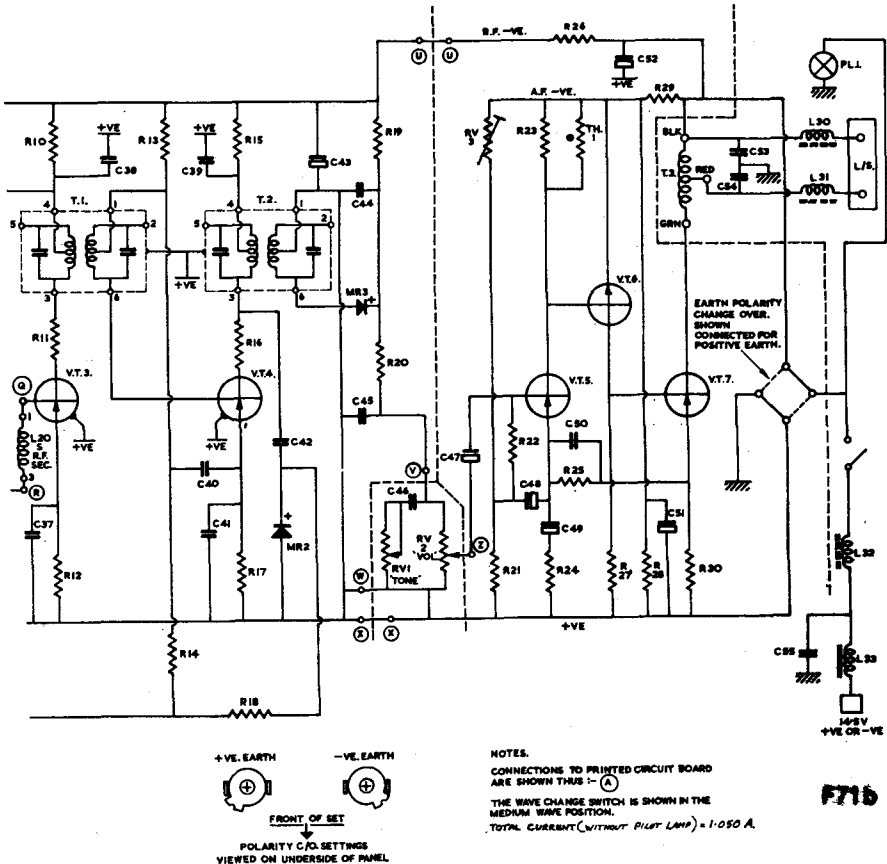 R.F. -VE.
R26
U
U
C52
+VE
P.L.1.
A.F. -VE.
R29
R10
+VE
C38
R13
+VE
C39
R15
C43
R19
RV
3
R23
TH.
1
BLK
T.3.
RED
GRN
C53
C54
L30
L31
L/S.
C44
4
T.1.
1
5
2
3
6
4
T.2.
1
5
2
3
6
+VE
MR3
+
R11
R16
R20
V.T.6.
EARTH POLARITY
CHANGE OVER.
SHOWN
CONNECTED FOR
POSITIVE EARTH.
V.T.3.
V.T.4.
V.T.5.
V.T.7.
Q
1
L20
S
R.F.
SEC.
3
R
+VE
+VE
C45
C42
C40
C37
C41
+
MR2
V
C46
C47
R22
C50
R25
C48
C49
C51
RV1
"TONE"
RV
2
"VOL"
Z
W
R12
R17
R21
R24
R
27
R
28
R30
L32
X
X
+VE
R14
R18
C55
L33
14·5V
+VE OR -VE
+VE. EARTH
-VE. EARTH
FRONT OF SET
POLARITY C/O. SETTINGS
VIEWED ON UNDERSIDE OF PANEL
NOTES.
CONNECTIONS TO PRINTED CIRCUIT BOARD
ARE SHOWN THUS :- A
THE WAVE CHANGE SWITCH IS SHOWN IN THE
MEDIUM WAVE POSITION.
TOTAL CURRENT (WITHOUT PILOT LAMP) = 1·050 A.
F71b